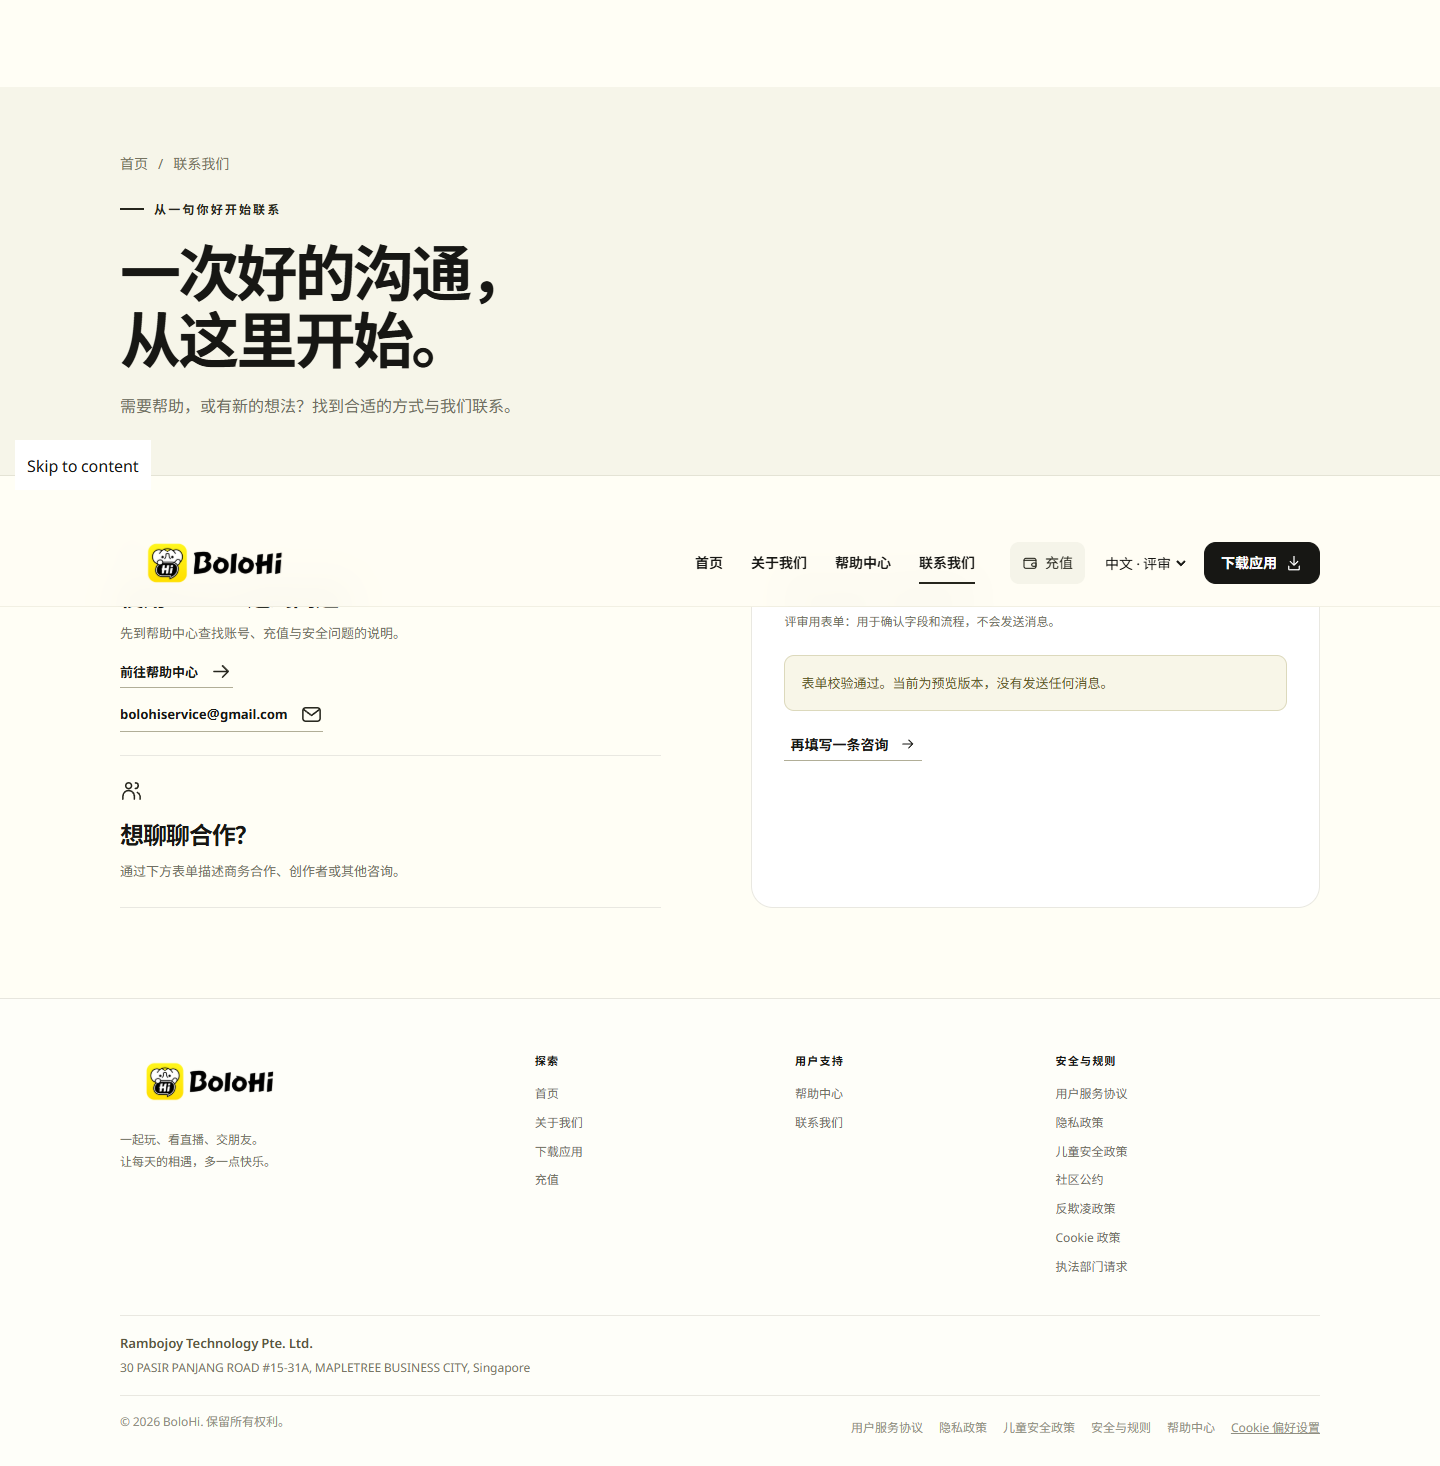 首页 / 联系我们
从一句你好开始联系
一次好的沟通，
从这里开始。
需要帮助，或有新的想法？找到合适的方式与我们联系。
Skip to content
Hi BoloHi
首页 关于我们 帮助中心 联系我们 充值 中文 · 评审 下载应用
先到帮助中心查找账号、充值与安全问题的说明。
前往帮助中心
bolohiservice@gmail.com
想聊聊合作？
通过下方表单描述商务合作、创作者或其他咨询。
评审用表单：用于确认字段和流程，不会发送消息。
表单校验通过。当前为预览版本，没有发送任何消息。
再填写一条咨询
Hi BoloHi
一起玩、看直播、交朋友。
让每天的相遇，多一点快乐。
探索
首页
关于我们
下载应用
充值
用户支持
帮助中心
联系我们
安全与规则
用户服务协议
隐私政策
儿童安全政策
社区公约
反欺凌政策
Cookie 政策
执法部门请求
Rambojoy Technology Pte. Ltd.
30 PASIR PANJANG ROAD #15-31A, MAPLETREE BUSINESS CITY, Singapore
© 2026 BoloHi. 保留所有权利。
用户服务协议 隐私政策 儿童安全政策 安全与规则 帮助中心 Cookie 偏好设置